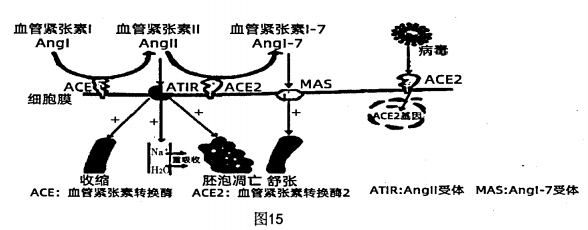 血管紧张素I 血管紧张素II 血管紧张素I-7
AngI AngII AngI-7
病毒
ACE ATIR ACE2 MAS ACE2
细胞膜
ACE2基因
+ + + +
Na⁺ 重吸收
H₂O
收缩 胚泡凋亡 舒张
ACE：血管紧张素转换酶 ACE2：血管紧张素转换酶2 ATIR:AngII受体 MAS:AngI-7受体
图15